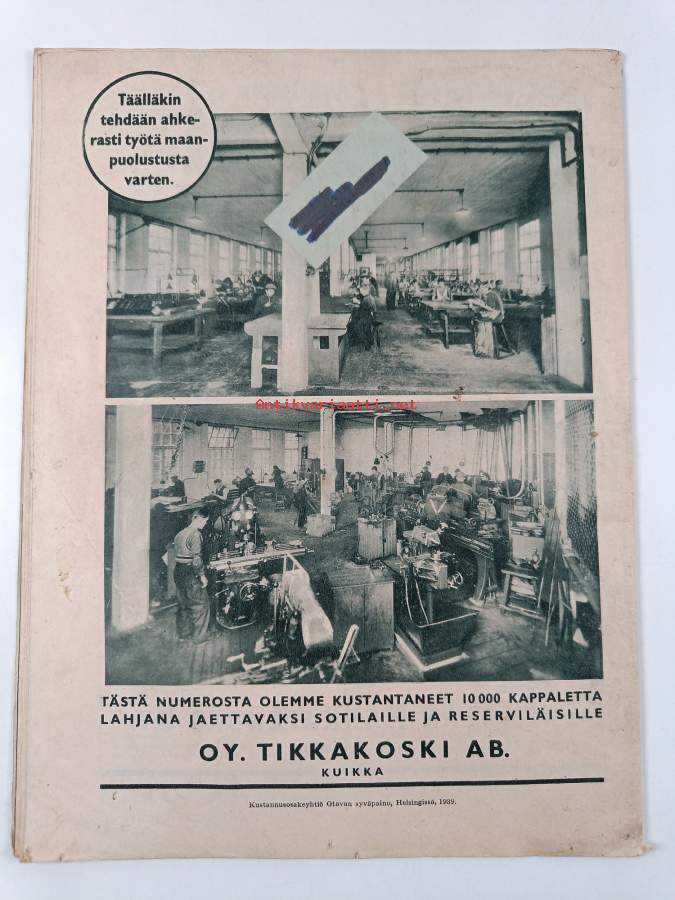 Täälläkin
tehdään ahke-
rasti työtä maan-
puolustusta
varten.
Antikvariaatti.net
TÄSTÄ NUMEROSTA OLEMME KUSTANTANEET 10 000 KAPPALETTA
LAHJANA JAETTAVAKSI SOTILAILLE JA RESERVILÄISILLE
OY. TIKKAKOSKI AB.
KUIKKA
Kustannusosakeyhtiö Otavan syväpaino, Helsingissä, 1939.